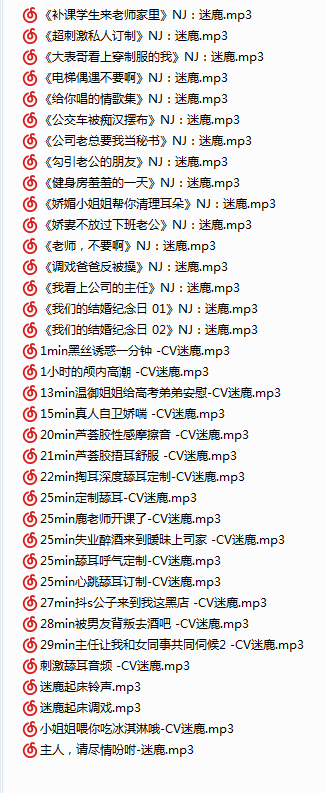 《补课学生来老师家里》NJ：迷鹿.mp3
《超刺激私人订制》NJ：迷鹿.mp3
《大表哥看上穿制服的我》NJ：迷鹿.mp3
《电梯偶遇不要啊》NJ：迷鹿.mp3
《给你唱的情歌集》NJ：迷鹿.mp3
《公交车被痴汉摆布》NJ：迷鹿.mp3
《公司老总要我当秘书》NJ：迷鹿.mp3
《勾引老公的朋友》NJ：迷鹿.mp3
《健身房羞羞的一天》NJ：迷鹿.mp3
《娇媚小姐姐帮你清理耳朵》NJ：迷鹿.mp3
《娇妻不放过下班老公》NJ：迷鹿.mp3
《老师，不要啊》NJ：迷鹿.mp3
《调戏爸爸反被操》NJ：迷鹿.mp3
《我看上公司的主任》NJ：迷鹿.mp3
《我们的结婚纪念日 01》NJ：迷鹿.mp3
《我们的结婚纪念日 02》NJ：迷鹿.mp3
1min黑丝诱惑一分钟 -CV迷鹿.mp3
1小时的颅内高潮 -CV迷鹿.mp3
13min温御姐姐给高考弟弟安慰-CV迷鹿.mp3
15min真人自卫娇喘 -CV迷鹿.mp3
20min芦荟胶性感摩擦音 -CV迷鹿.mp3
21min芦荟胶捂耳舒服 -CV迷鹿.mp3
22min掏耳深度舔耳定制-CV迷鹿.mp3
25min定制舔耳-CV迷鹿.mp3
25min鹿老师开课了-CV迷鹿.mp3
25min失业醉酒来到暧昧上司家 -CV迷鹿.mp3
25min舔耳呼气定制-CV迷鹿.mp3
25min心跳舔耳订制-CV迷鹿.mp3
27min抖s公子来到我这黑店 -CV迷鹿.mp3
28min被男友背叛去酒吧 -CV迷鹿.mp3
29min主任让我和女同事共同伺候2 -CV迷鹿.mp3
刺激舔耳音频 -CV迷鹿.mp3
迷鹿起床铃声.mp3
迷鹿起床调戏.mp3
小姐姐喂你吃冰淇淋哦-CV迷鹿.mp3
主人，请尽情吩咐-迷鹿.mp3